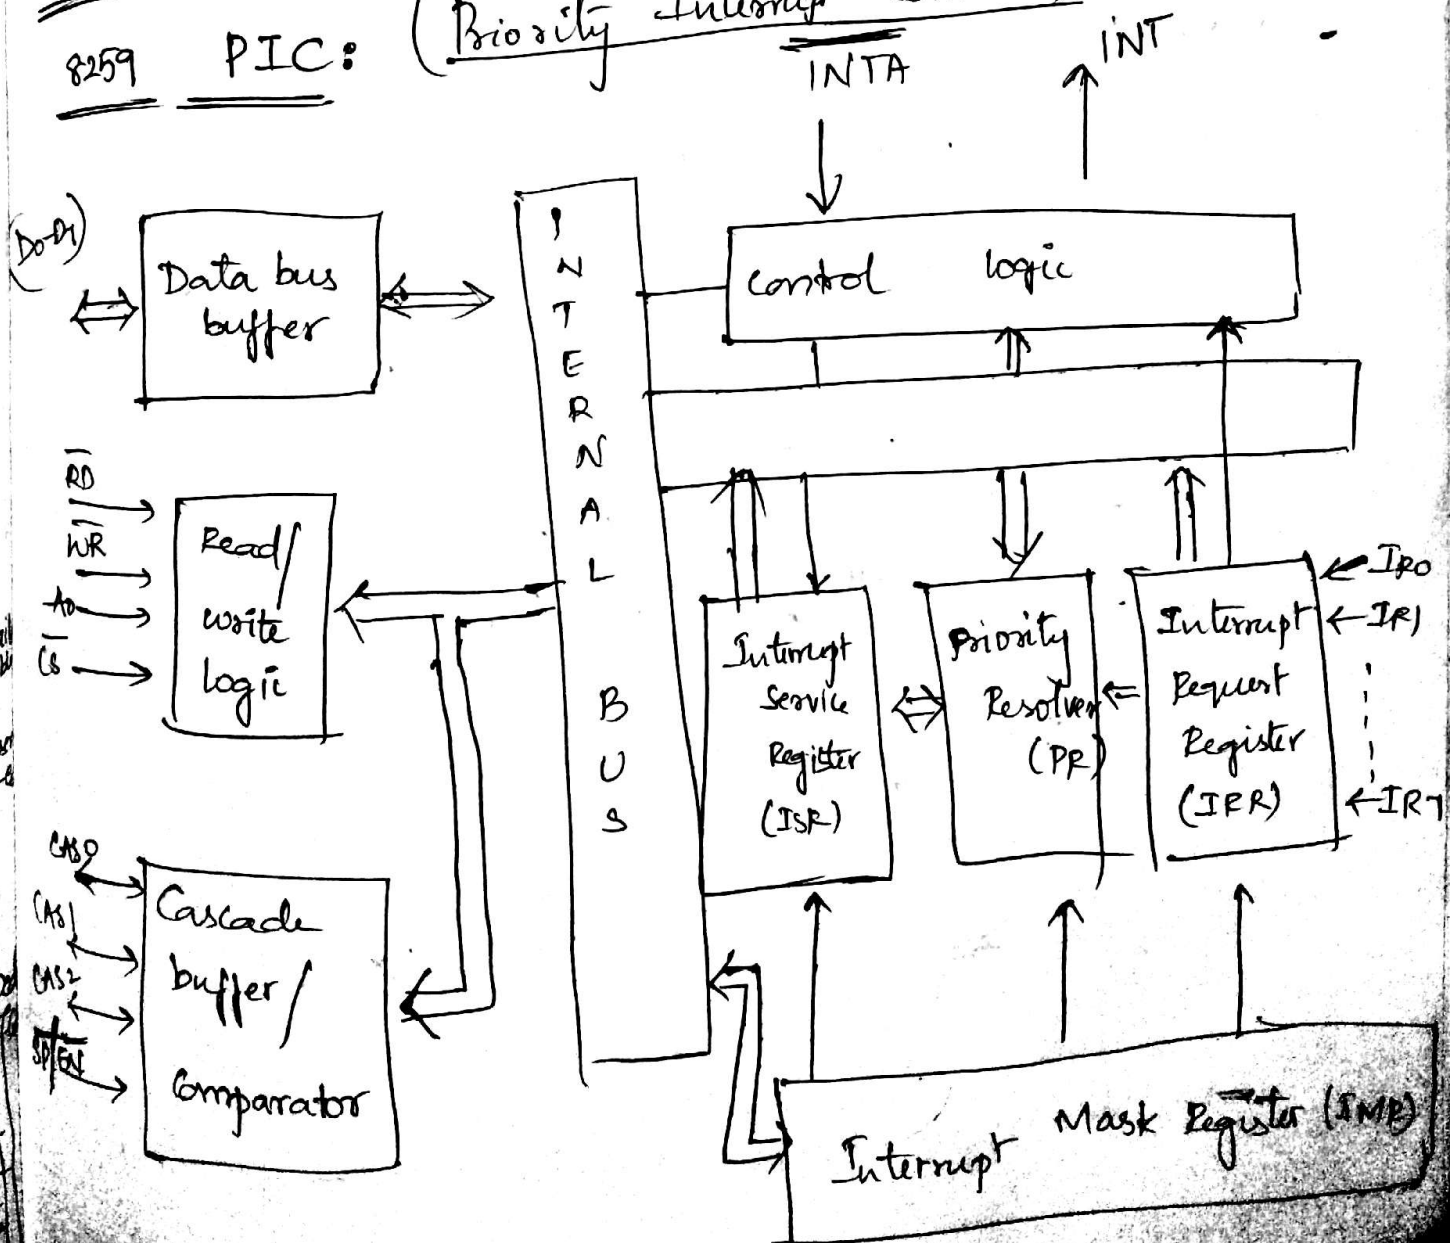 8259 PIC: (Priority
INTA
INT
(D0-D7)
Data bus
buffer
INTERNAL
BUS
control logic
RD
WR
A0
CS
Read/
write
logic
Interrupt
Service
Register
(ISR)
Priority
Resolver
(PR)
Interrupt
Request
Register
(IRR)
IR0
IR1
IR7
CAS0
CAS1
CAS2
SP/EN
Cascade
buffer/
Comparator
Interrupt Mask Register (IMR)